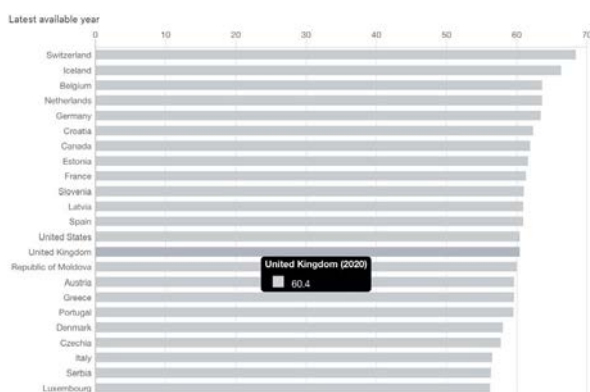 Latest available year
0 10 20 30 40 50 60 70
Switzerland
Iceland
Belgium
Netherlands
Germany
Croatia
Canada
Estonia
France
Slovenia
Latvia
Spain
United States
United Kingdom
United Kingdom (2020)
Republic of Moldova
60.4
Austria
Greece
Portugal
Denmark
Czechia
Italy
Serbia
Luxembourg